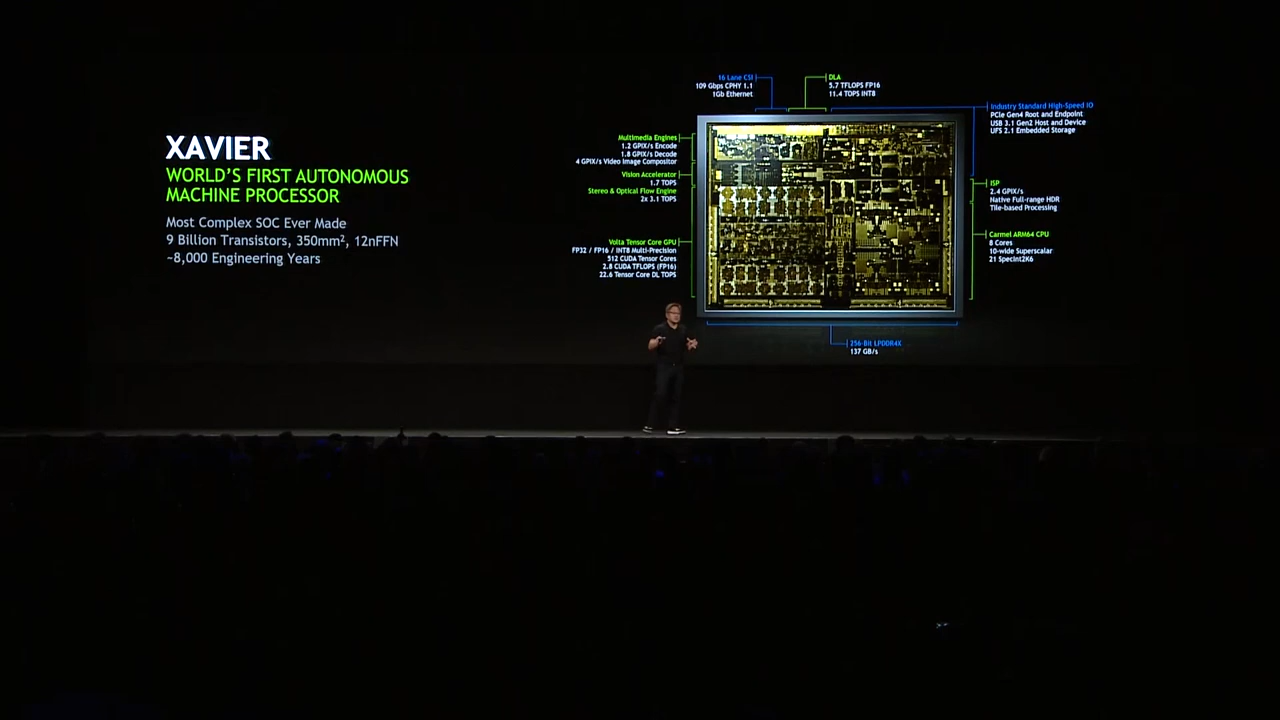 XAVIER
WORLD'S FIRST AUTONOMOUS
MACHINE PROCESSOR
Most Complex SOC Ever Made
9 Billion Transistors, 350mm², 12nFFN
~8,000 Engineering Years
16 Lane CSI
109 Gbps CPHY 1.1
1Gb Ethernet
DLA
5.7 TFLOPS FP16
11.4 TOPS INT8
Multimedia Engines
1.2 GPIX/s Encode
1.8 GPIX/s Decode
4 GPIX/s Video Image Compositor
Vision Accelerator
1.7 TOPS
Stereo & Optical Flow Engine
2x 3.1 TOPS
Volta Tensor Core GPU
FP32 / FP16 / INT8 Multi-Precision
512 CUDA Tensor Cores
2.8 CUDA TFLOPS (FP16)
22.6 Tensor Core DL TOPS
Industry Standard High-Speed IO
PCIe Gen4 Root and Endpoint
USB 3.1 Gen2 Host and Device
UFS 2.1 Embedded Storage
ISP
2.4 GPIX/s
Native Full-range HDR
Tile-based Processing
Carmel ARM64 CPU
8 Cores
10-wide Superscalar
21 SpecInt2K6
256-Bit LPDDR4X
137 GB/s